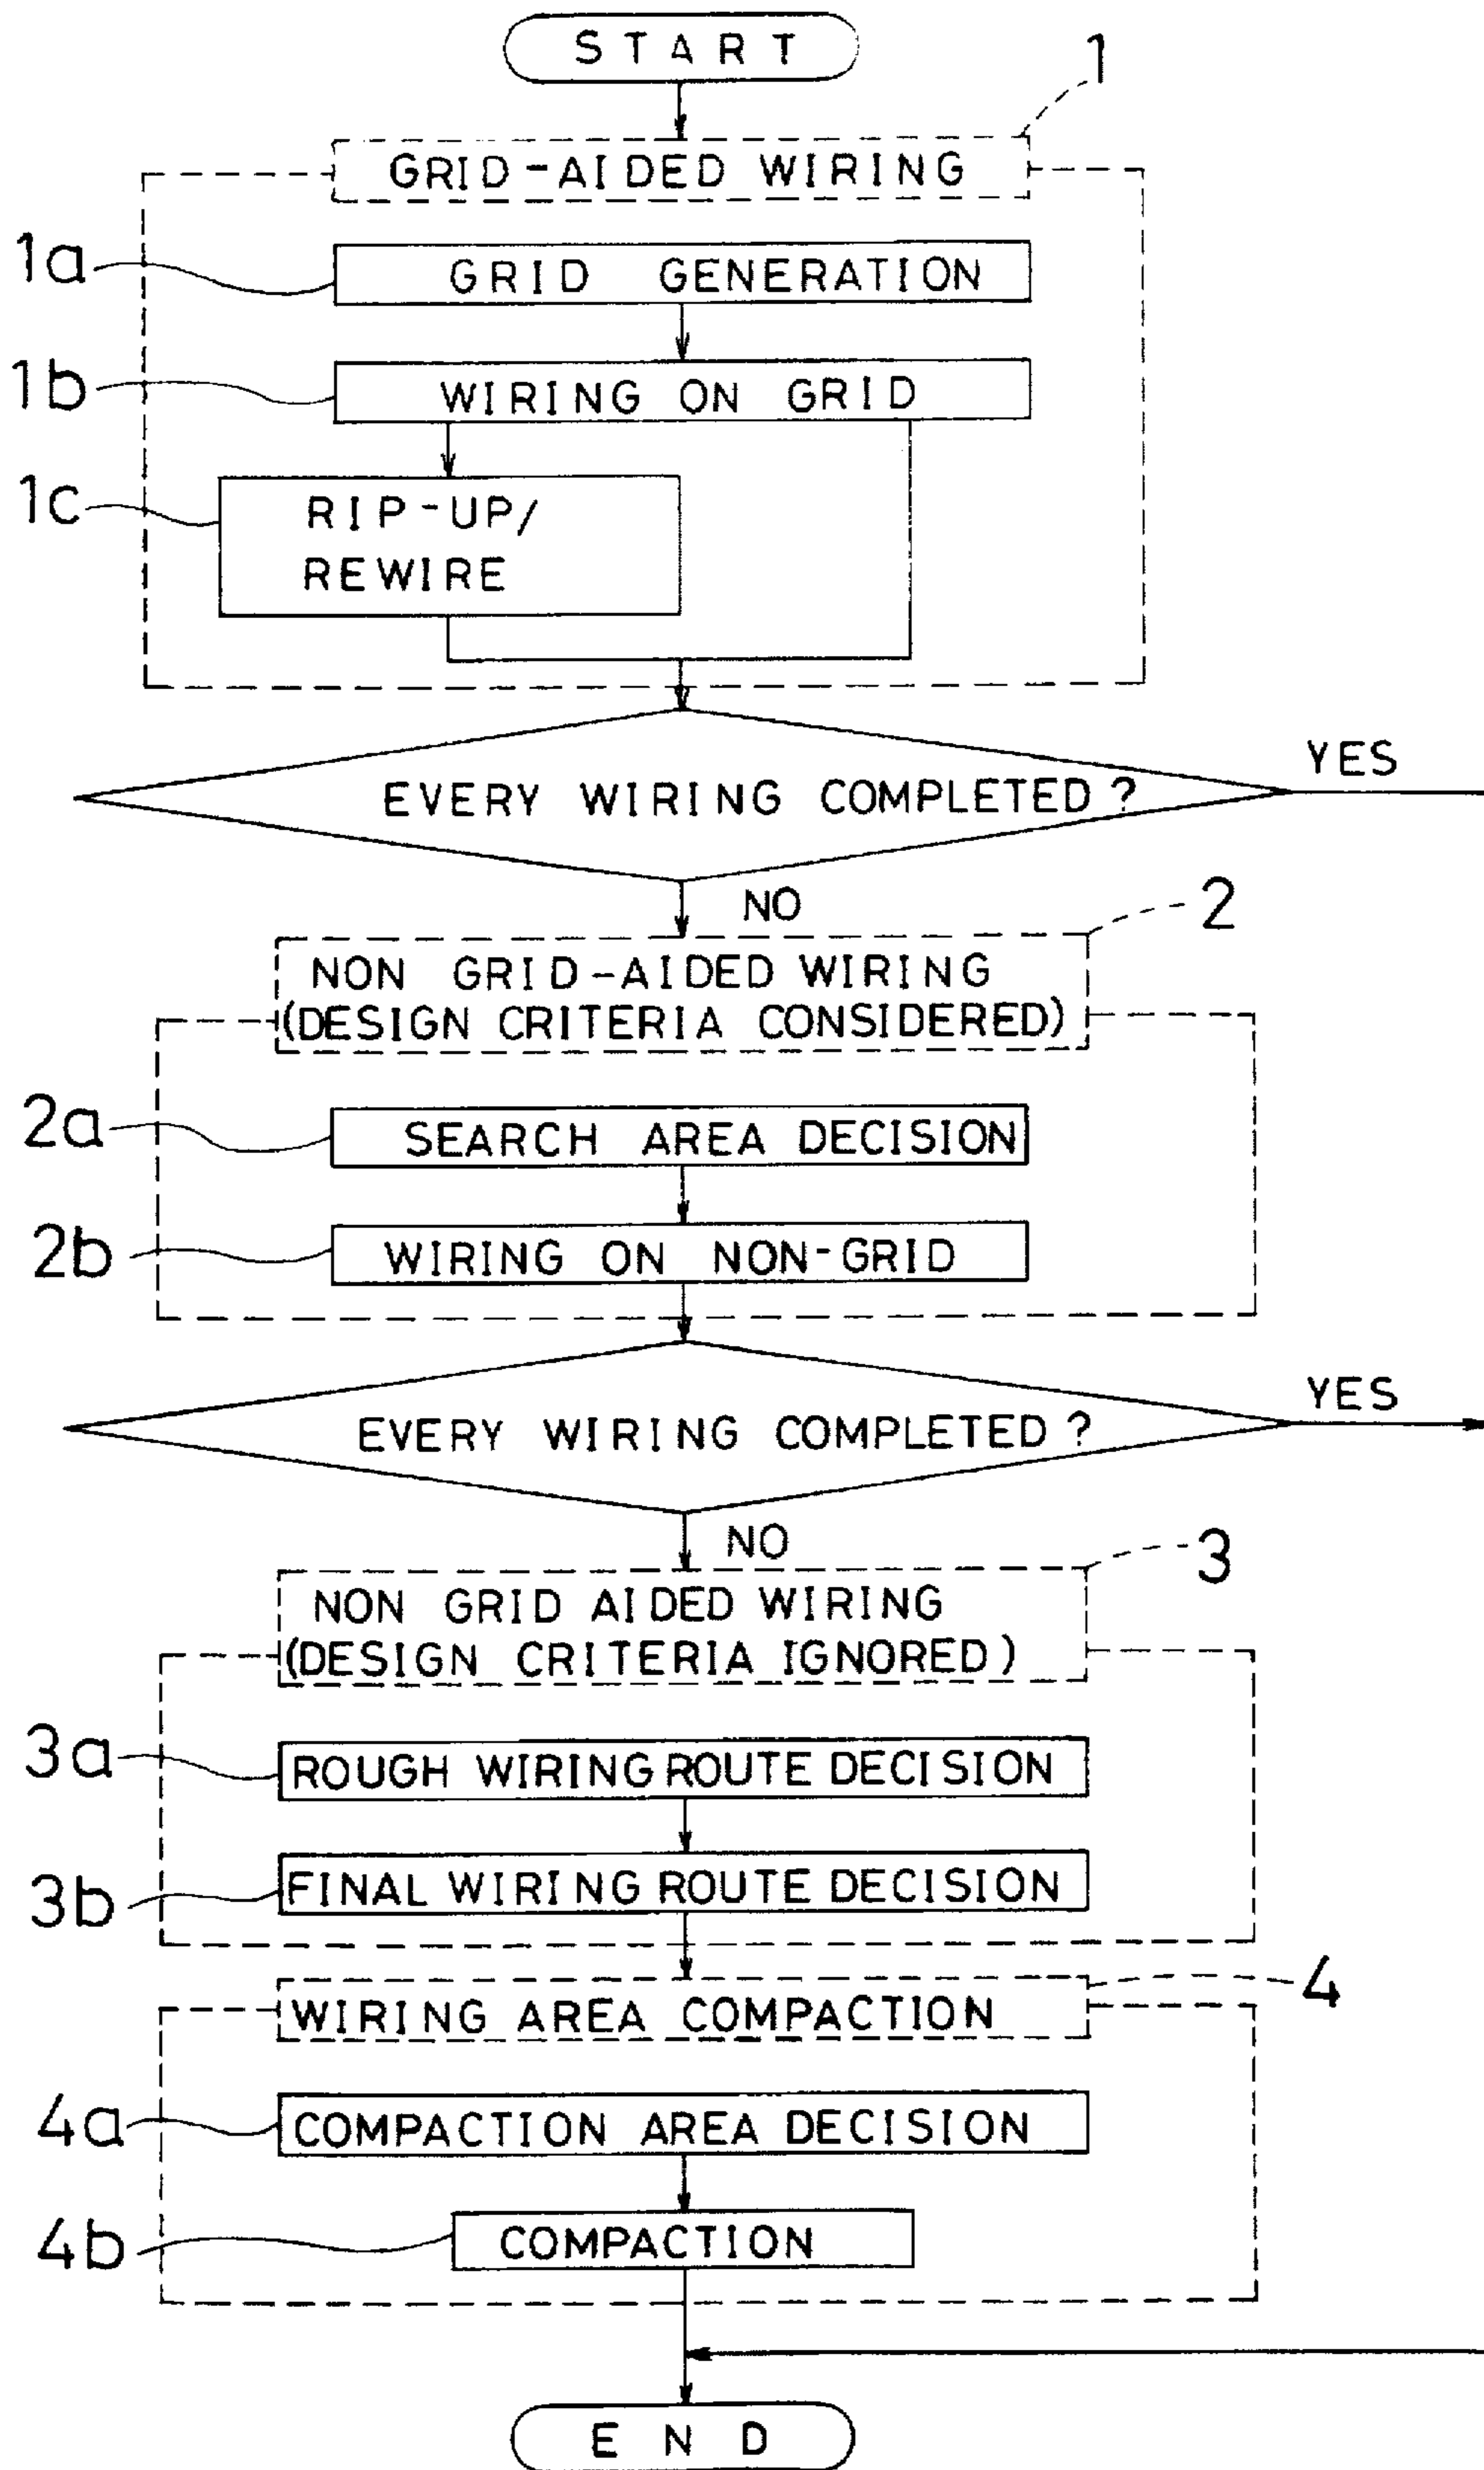 START
1
GRID-AIDED WIRING
1a
GRID GENERATION
1b
WIRING ON GRID
1c
RIP-UP/
REWIRE
EVERY WIRING COMPLETED?
YES
NO
2
NON GRID-AIDED WIRING
(DESIGN CRITERIA CONSIDERED)
2a
SEARCH AREA DECISION
2b
WIRING ON NON-GRID
EVERY WIRING COMPLETED?
YES
NO
3
NON GRID AIDED WIRING
(DESIGN CRITERIA IGNORED)
3a
ROUGH WIRING ROUTE DECISION
3b
FINAL WIRING ROUTE DECISION
4
WIRING AREA COMPACTION
4a
COMPACTION AREA DECISION
4b
COMPACTION
END